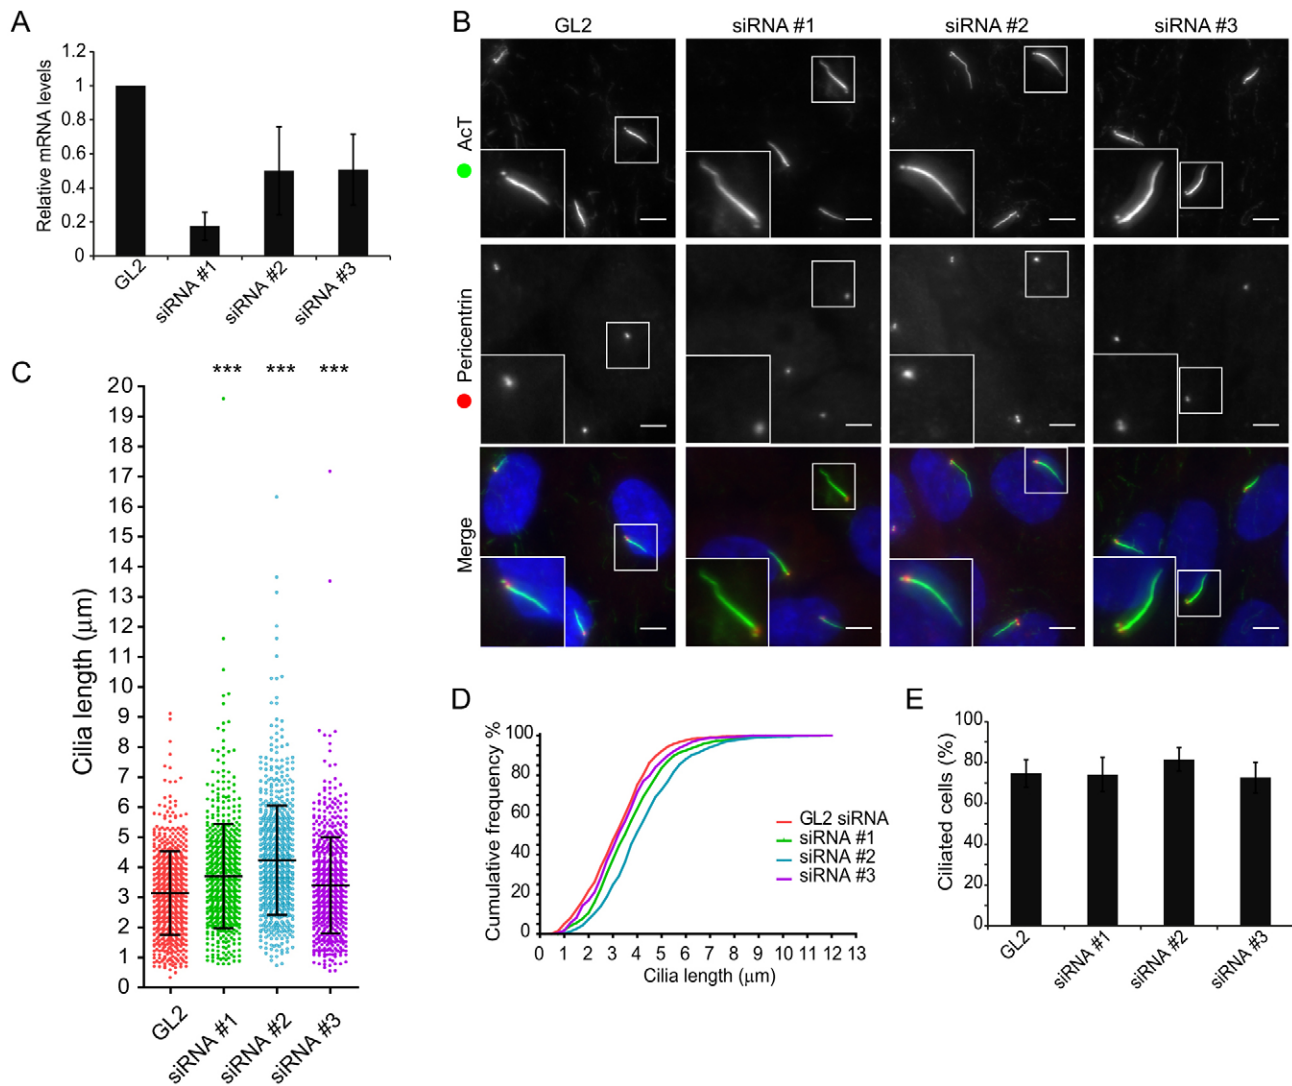 A
1.2
1
0.8
0.6
0.4
0.2
0
Relative mRNA levels
GL2
siRNA #1
siRNA #2
siRNA #3
B
GL2
siRNA #1
siRNA #2
siRNA #3
AcT
Pericentrin
Merge
C
*** *** ***
20
19
18
17
16
15
14
13
12
11
10
9
8
7
6
5
4
3
2
1
0
Cilia length (μm)
GL2
siRNA #1
siRNA #2
siRNA #3
D
100
80
60
40
20
0
Cumulative frequency %
GL2 siRNA
siRNA #1
siRNA #2
siRNA #3
0 1 2 3 4 5 6 7 8 9 10 11 12 13
Cilia length (μm)
E
100
80
60
40
20
0
Ciliated cells (%)
GL2
siRNA #1
siRNA #2
siRNA #3